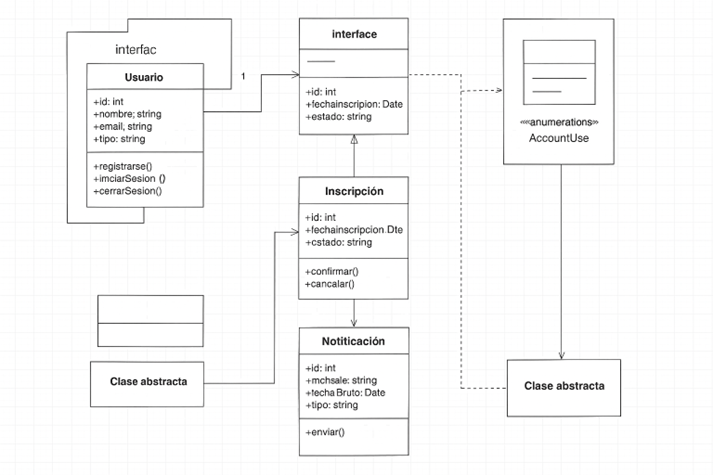 interfac
Usuario
+id: int
+nombre; string
+email, string
+tipo: string
+registrarse()
+imciarSesion ()
+cerrarSesion()
1
interface
+id: int
+fechainscripion: Date
+estado: string
Inscripción
+id: int
+fechainscripcion.Dte
+cstado: string
+confirmar()
+cancalar()
Notiticación
+id: int
+mchsale: string
+techa Bruto: Date
+tipo: string
+enviar()
Clase abstracta
«anumerations»
AccountUse
Clase abstracta